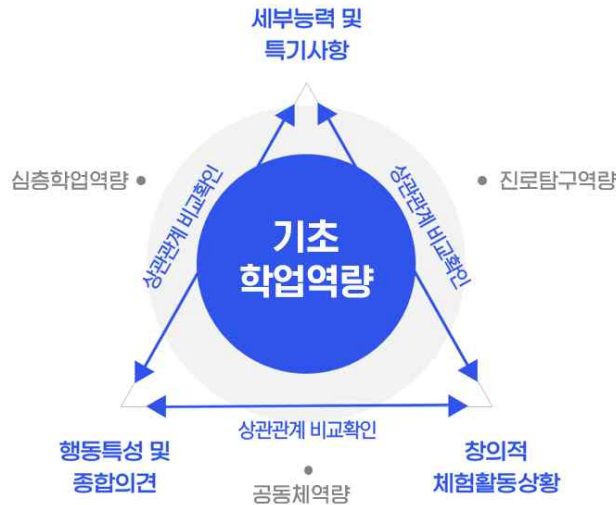 세부능력 및
특기사항
심층학업역량
진로탐구역량
상관관계 비교확인
상관관계 비교확인
기초
학업역량
상관관계 비교확인
행동특성 및
종합의견
창의적
체험활동상황
공동체역량